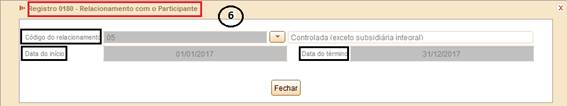 Registro 0180 - Relacionamento com o Participante
6
Código do relacionamento 05 Controlada (exceto subsidiária integral)
Data do início 01/01/2017 Data do término 31/12/2017
Fechar